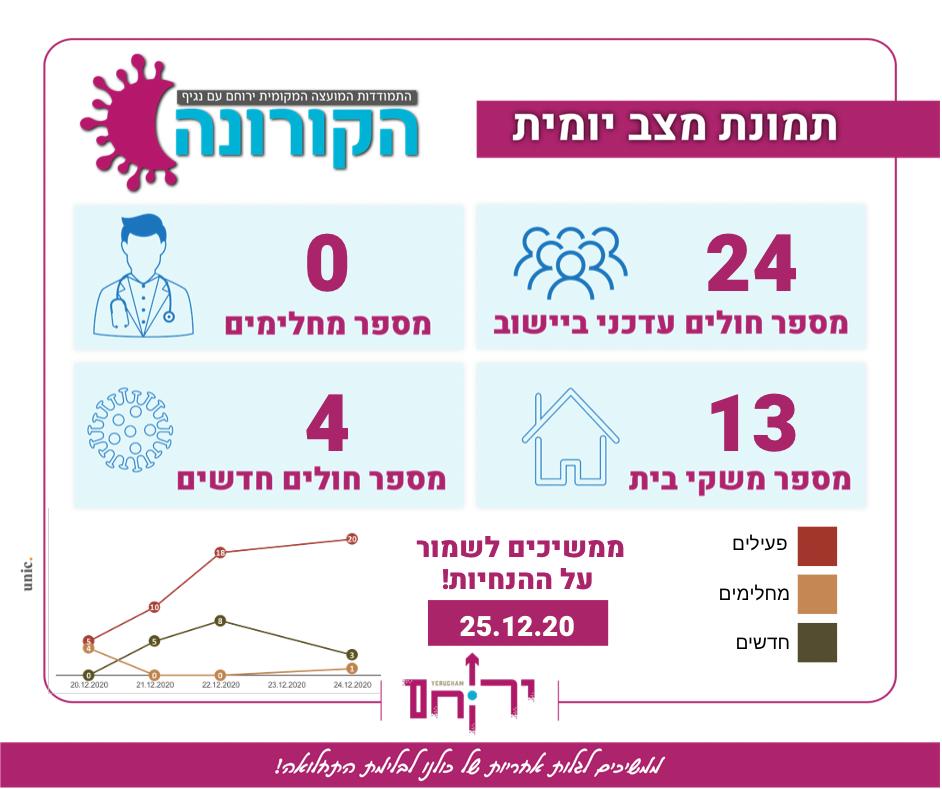 התמודדות המועצה המקומית ירוחם עם נגיף
הקורונה
תמונת מצב יומית
24
מספר חולים עדכני ביישוב
0
מספר מחלימים
13
מספר משקי בית
4
מספר חולים חדשים
פעילים
מחלימים
חדשים
ממשיכים לשמור
על ההנחיות!
25.12.20
unic.
20
18
10
5
4
8
5
3
0
0
0
1
20.12.2020 21.12.2020 22.12.2020 23.12.2020 24.12.2020
YERUCHAM
ירוחם
ממשיכים לגלות אחריות של כולנו לבלימת התחלואה!